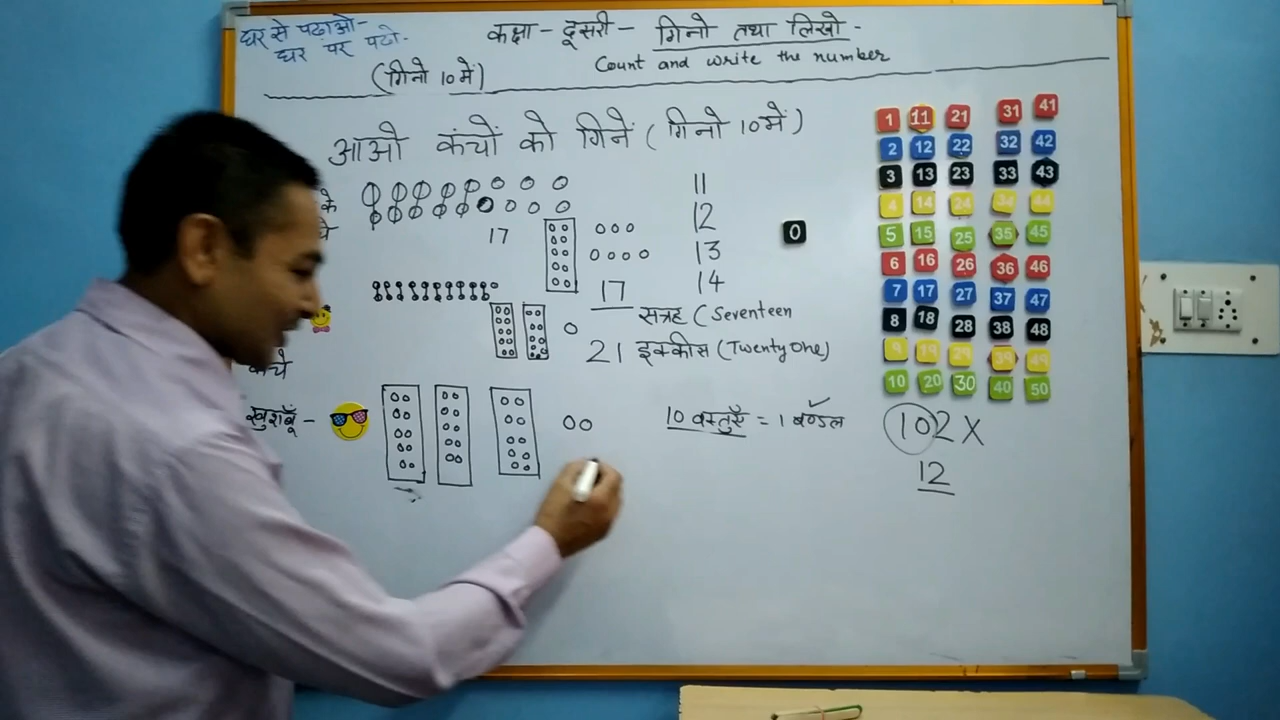 घर से पढ़ाओ-
घर पर पढो-
कक्षा - दूसरी - गिनो तथा लिखो -
Count and write the number
(गिनो 10 में)
आओ कंचों को गिनें (गिनो 10 में)
के
17
11
12
13
14
17
सत्रह (Seventeen
21 इक्कीस (Twenty One)
कंचे
खुशबूँ -
10 वस्तुएँ = 1 बण्डल
102 X
12
0
1 11 21 31 41
2 12 22 32 42
3 13 23 33 43
4 14 24 34 44
5 15 25 35 45
6 16 26 36 46
7 17 27 37 47
8 18 28 38 48
9 19 29 39 49
10 20 30 40 50